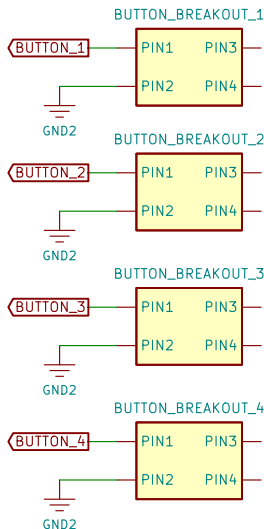 BUTTON_BREAKOUT_1
BUTTON_1 PIN1 PIN3
PIN2 PIN4
GND2
BUTTON_BREAKOUT_2
BUTTON_2 PIN1 PIN3
PIN2 PIN4
GND2
BUTTON_BREAKOUT_3
BUTTON_3 PIN1 PIN3
PIN2 PIN4
GND2
BUTTON_BREAKOUT_4
BUTTON_4 PIN1 PIN3
PIN2 PIN4
GND2